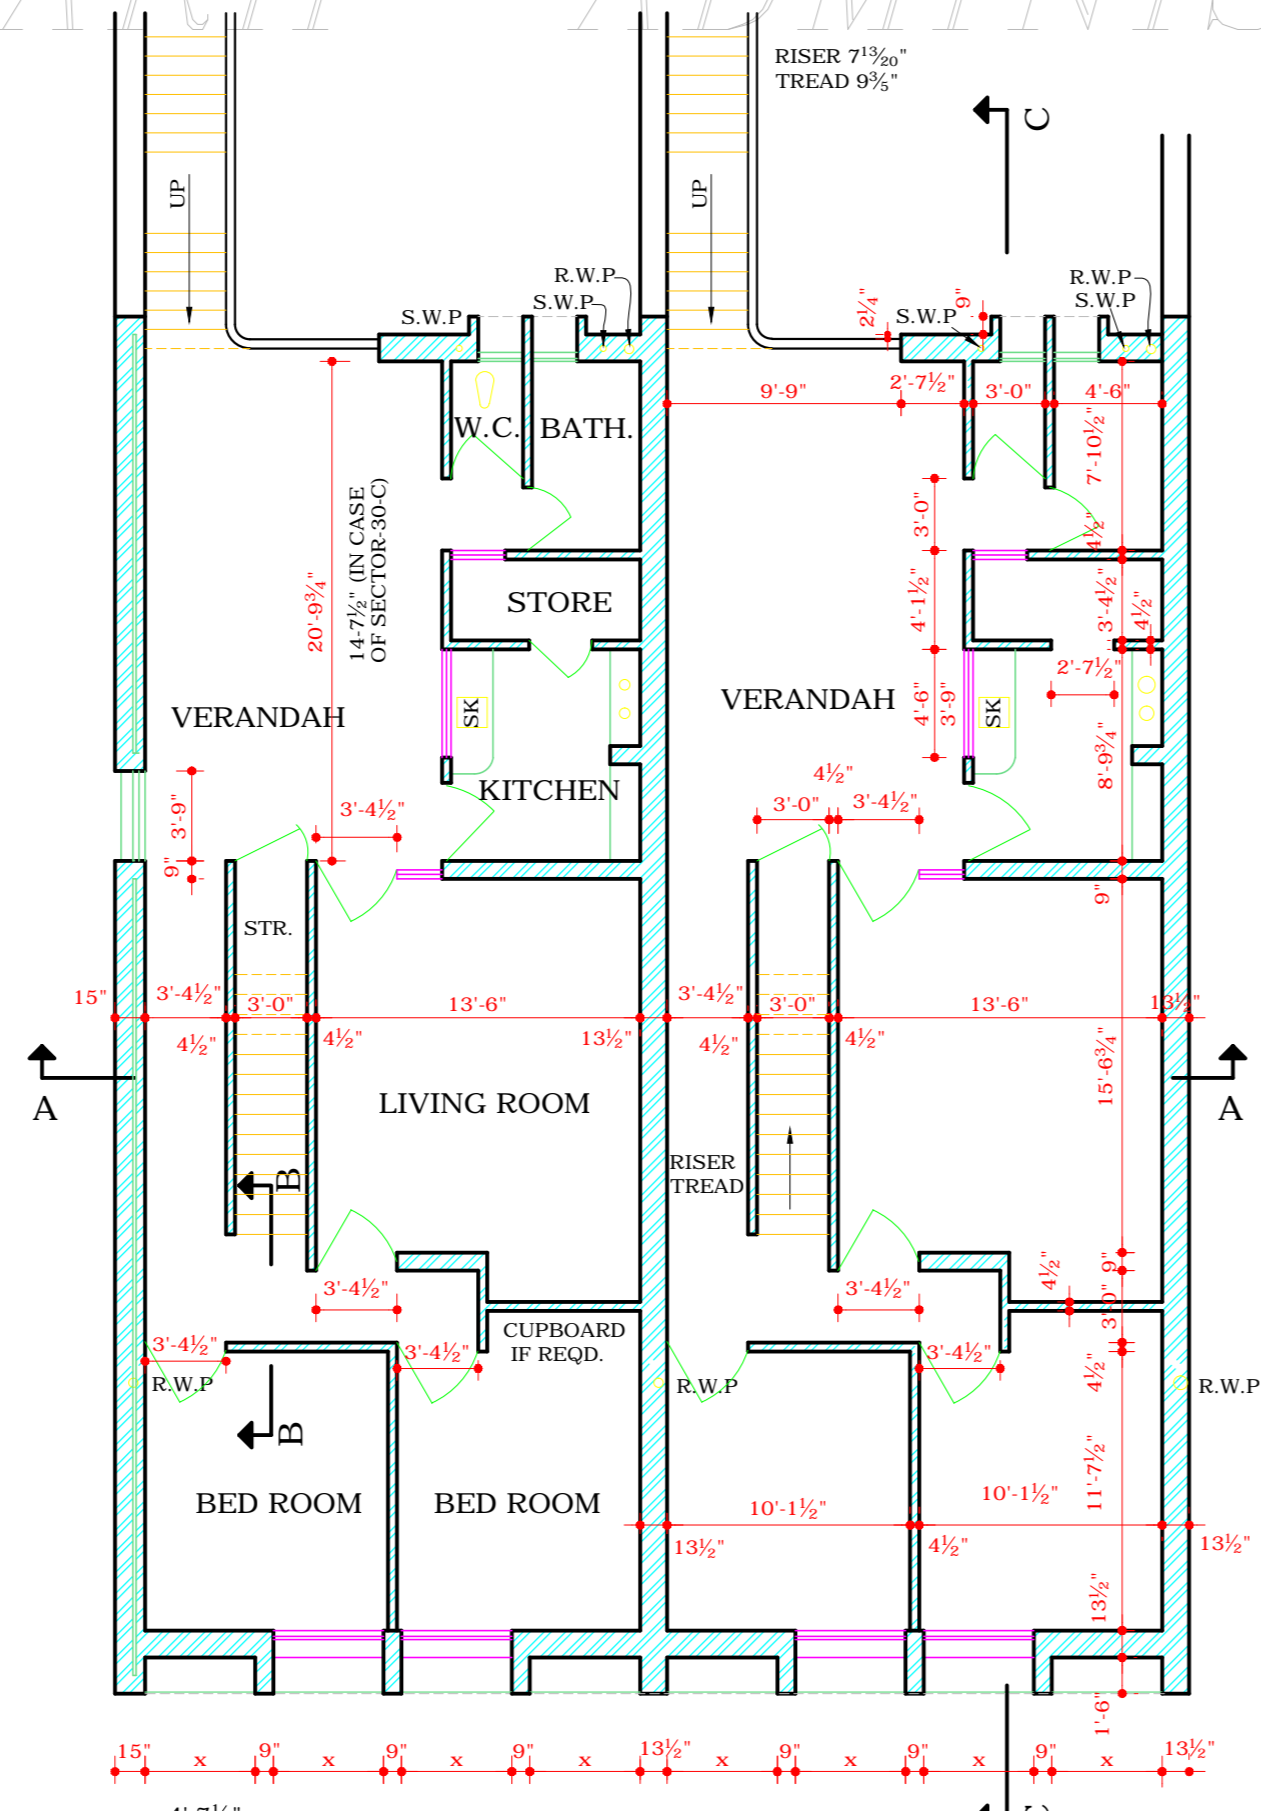 RISER 7¹³⁄₂₀"
TREAD 9⅗"
C
UP
UP
R.W.P
S.W.P
S.W.P
R.W.P
S.W.P
S.W.P
2¼"
9"
9'-9"
2'-7½"
3'-0"
4'-6"
W.C.
BATH.
7'-10½"
14-7½" (IN CASE
OF SECTOR-30-C)
20'-9¾"
3'-0"
4½"
STORE
4'-1½"
3'-4½"
4½"
2'-7½"
VERANDAH
SK
VERANDAH
4'-6"
3'-9"
SK
8'-9¾"
KITCHEN
3'-9"
3'-4½"
4½"
3'-0"
3'-4½"
9"
9"
STR.
15"
3'-4½"
3'-0"
13'-6"
3'-4½"
3'-0"
13'-6"
13½"
4½"
4½"
13½"
4½"
4½"
15'-6¾"
A
LIVING ROOM
A
B
RISER
TREAD
3'-4½"
3'-4½"
4½"
9"
3'-0"
CUPBOARD
IF REQD.
3'-4½"
3'-4½"
3'-4½"
4½"
R.W.P
R.W.P
R.W.P
B
11'-7½"
BED ROOM
BED ROOM
10'-1½"
10'-1½"
13½"
4½"
13½"
13½"
1'-6"
15"
x
9"
x
9"
x
9"
x
13½"
x
9"
x
9"
x
9"
x
13½"